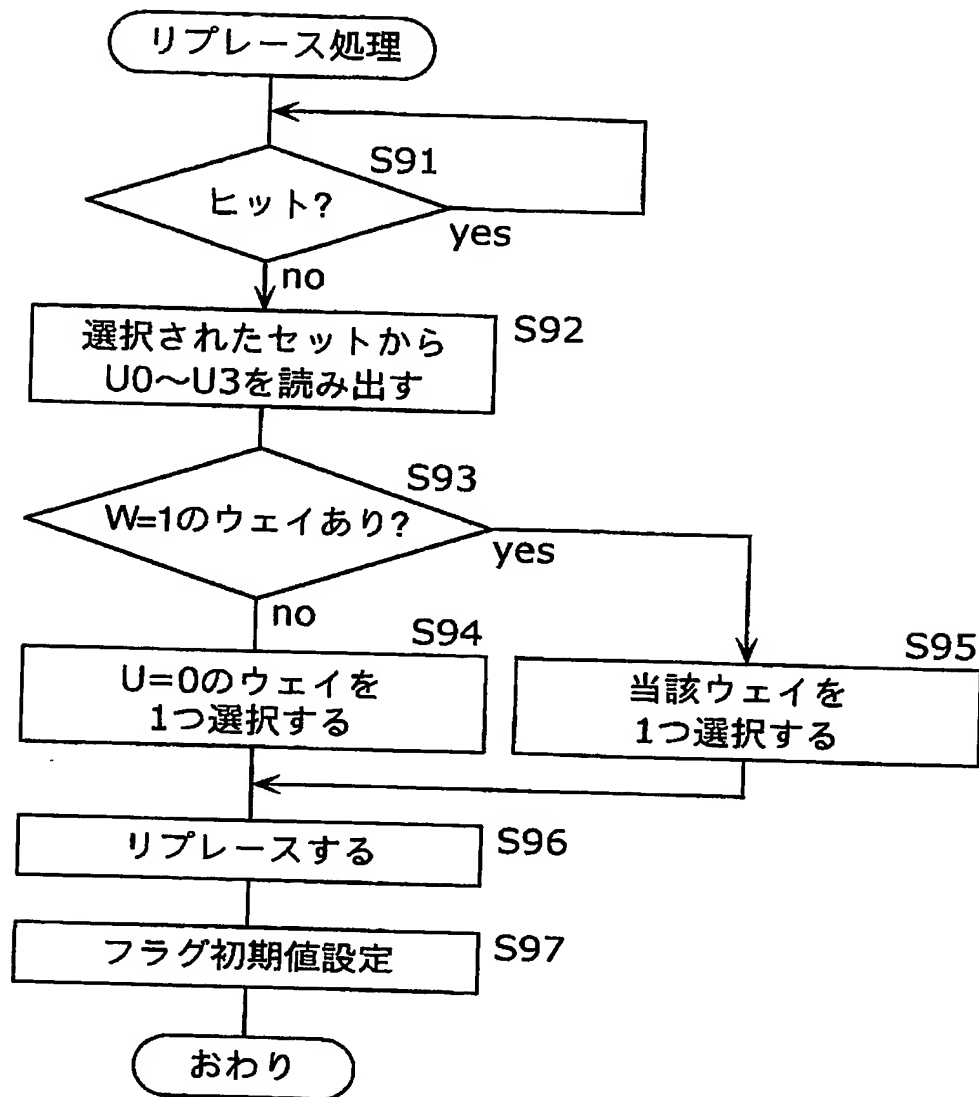 リプレース処理
S91
ヒット?
yes
no
S92
選択されたセットから
U0～U3を読み出す
S93
W=1のウェイあり?
yes
no
S94
U=0のウェイを
1つ選択する
S95
当該ウェイを
1つ選択する
リプレースする
S96
フラグ初期値設定
S97
おわり